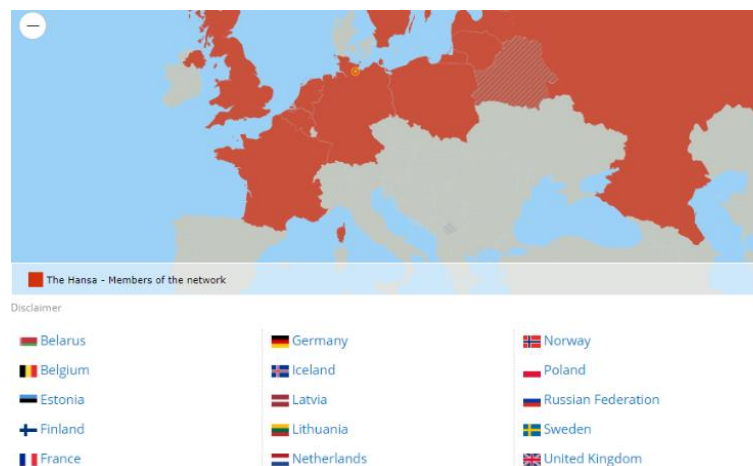 The Hansa - Members of the network
Disclaimer
Belarus
Belgium
Estonia
Finland
France
Germany
Iceland
Latvia
Lithuania
Netherlands
Norway
Poland
Russian Federation
Sweden
United Kingdom